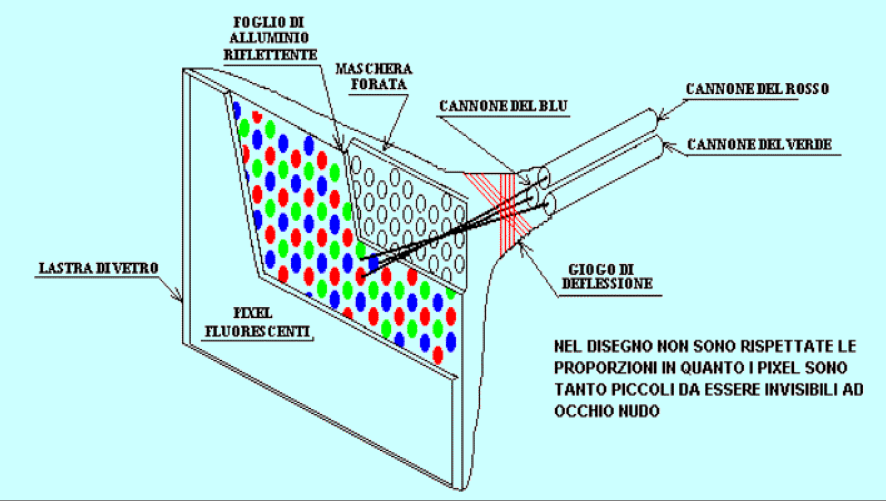 FOGLIO DI
ALLUMINIO
RIFLETTENTE
MASCHERA
FORATA
CANNONE DEL BLU
CANNONE DEL ROSSO
CANNONE DEL VERDE
LASTRA DI VETRO
GIOGO DI
DEFLESSIONE
PIXEL
FLUORESCENTI
NEL DISEGNO NON SONO RISPETTATE LE
PROPORZIONI IN QUANTO I PIXEL SONO
TANTO PICCOLI DA ESSERE INVISIBILI AD
OCCHIO NUDO